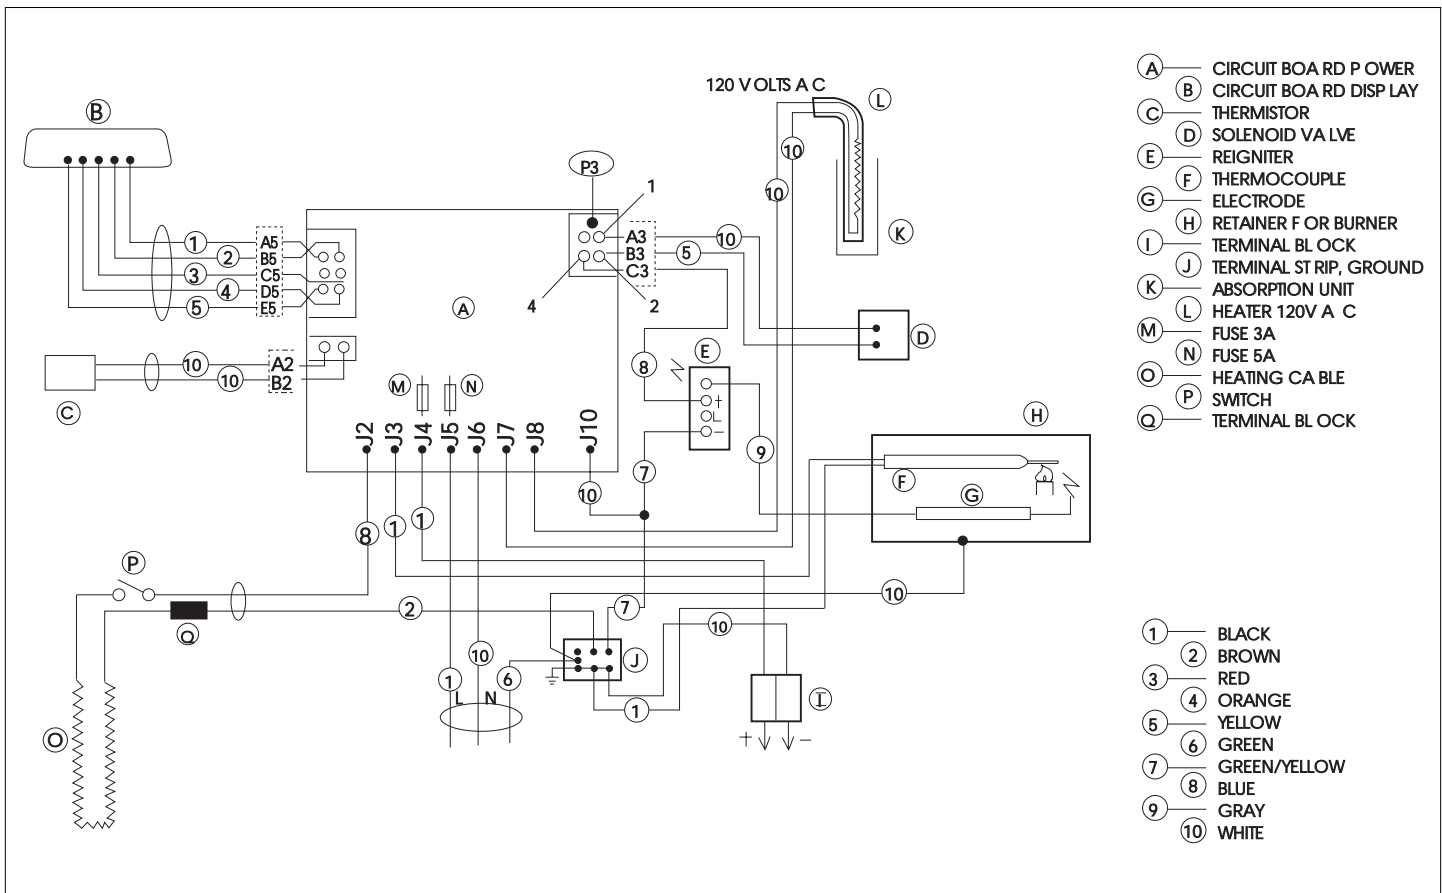 120 VOLTS AC
L
A CIRCUIT BOARD POWER
B CIRCUIT BOARD DISPLAY
C THERMISTOR
D SOLENOID VALVE
E REIGNITER
F THERMOCOUPLE
G ELECTRODE
H RETAINER FOR BURNER
I TERMINAL BLOCK
J TERMINAL STRIP, GROUND
K ABSORPTION UNIT
L HEATER 120V AC
M FUSE 3A
N FUSE 5A
O HEATING CABLE
P SWITCH
Q TERMINAL BLOCK
B
10
10
P3
1
K
1 A5
2 B5
3 C5
4 D5
5 E5
A3 10
B3 5
C3
4
2
A
D
E
8
10 A2
10 B2
C
M
N
+
L
−
H
J2
J3
J4
J5
J6
J7
J8
J10
9
7
F
G
10
8
1
1
P
10
2
7
10
Q
10
J
1
6
L N
1
I
O
+ −
1 BLACK
2 BROWN
3 RED
4 ORANGE
5 YELLOW
6 GREEN
7 GREEN/YELLOW
8 BLUE
9 GRAY
10 WHITE